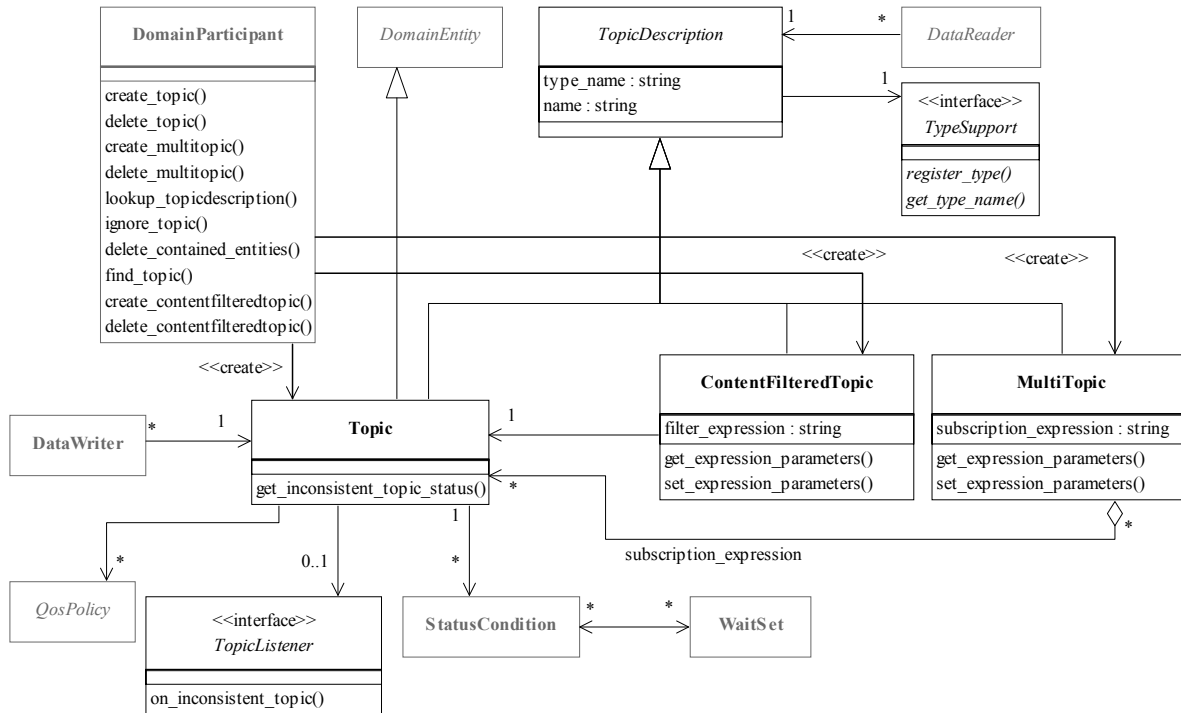 DomainParticipant
create_topic()
delete_topic()
create_multitopic()
delete_multitopic()
lookup_topicdescription()
ignore_topic()
delete_contained_entities()
find_topic()
create_contentfilteredtopic()
delete_contentfilteredtopic()
DomainEntity
TopicDescription
type_name : string
name : string
1
*
DataReader
1
<<interface>>
TypeSupport
register_type()
get_type_name()
<<create>>
<<create>>
<<create>>
ContentFilteredTopic
filter_expression : string
get_expression_parameters()
set_expression_parameters()
MultiTopic
subscription_expression : string
get_expression_parameters()
set_expression_parameters()
DataWriter
*
1
Topic
get_inconsistent_topic_status()
1
*
*
subscription_expression
*
QosPolicy
0..1
<<interface>>
TopicListener
on_inconsistent_topic()
1
*
StatusCondition
*
*
WaitSet